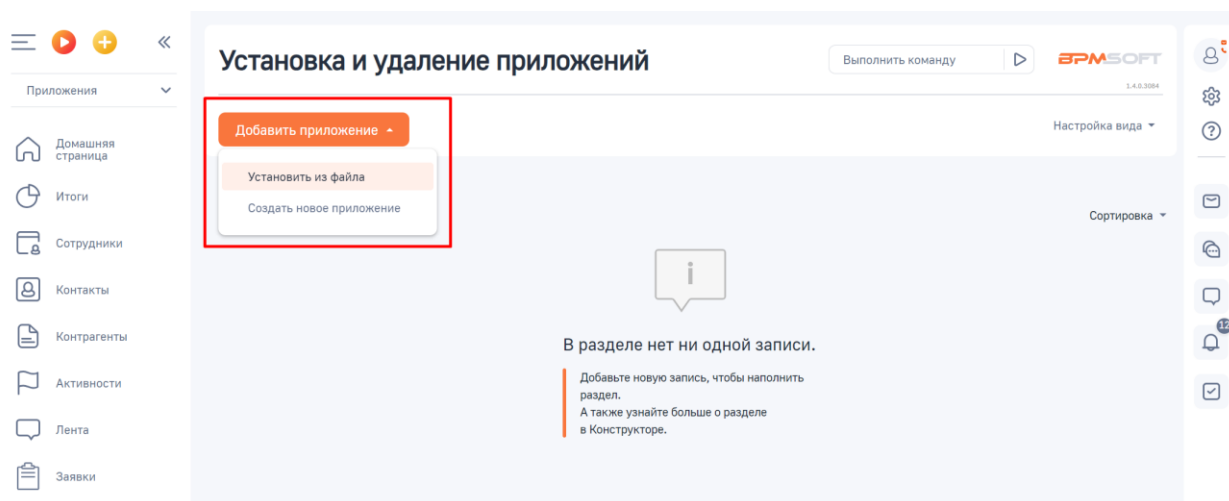 Установка и удаление приложений
Выполнить команду
BPMSOFT
1.4.0.3084
Приложения
Добавить приложение
Настройка вида
Установить из файла
Создать новое приложение
Сортировка
Домашняя
страница
Итоги
Сотрудники
Контакты
Контрагенты
Активности
Лента
Заявки
i
В разделе нет ни одной записи.
Добавьте новую запись, чтобы наполнить
раздел.
А также узнайте больше о разделе
в Конструкторе.
12